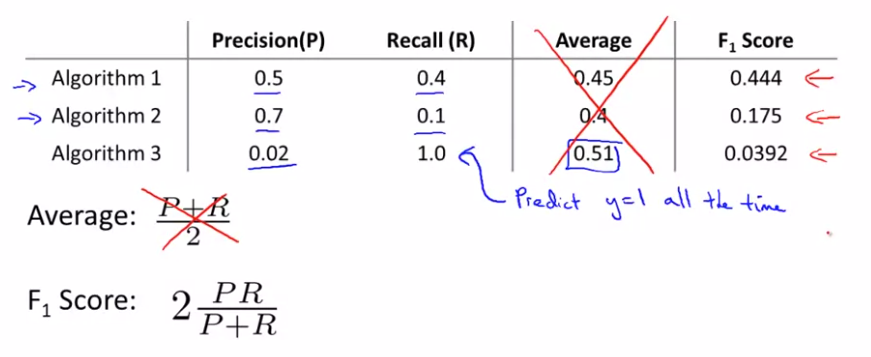 Precision(P) Recall (R) Average F₁ Score
Algorithm 1 0.5 0.4 0.45 0.444
Algorithm 2 0.7 0.1 0.4 0.175
Algorithm 3 0.02 1.0 0.51 0.0392
Predict y=1 all the time
Average: P+R/2
F₁ Score: 2 PR/P+R